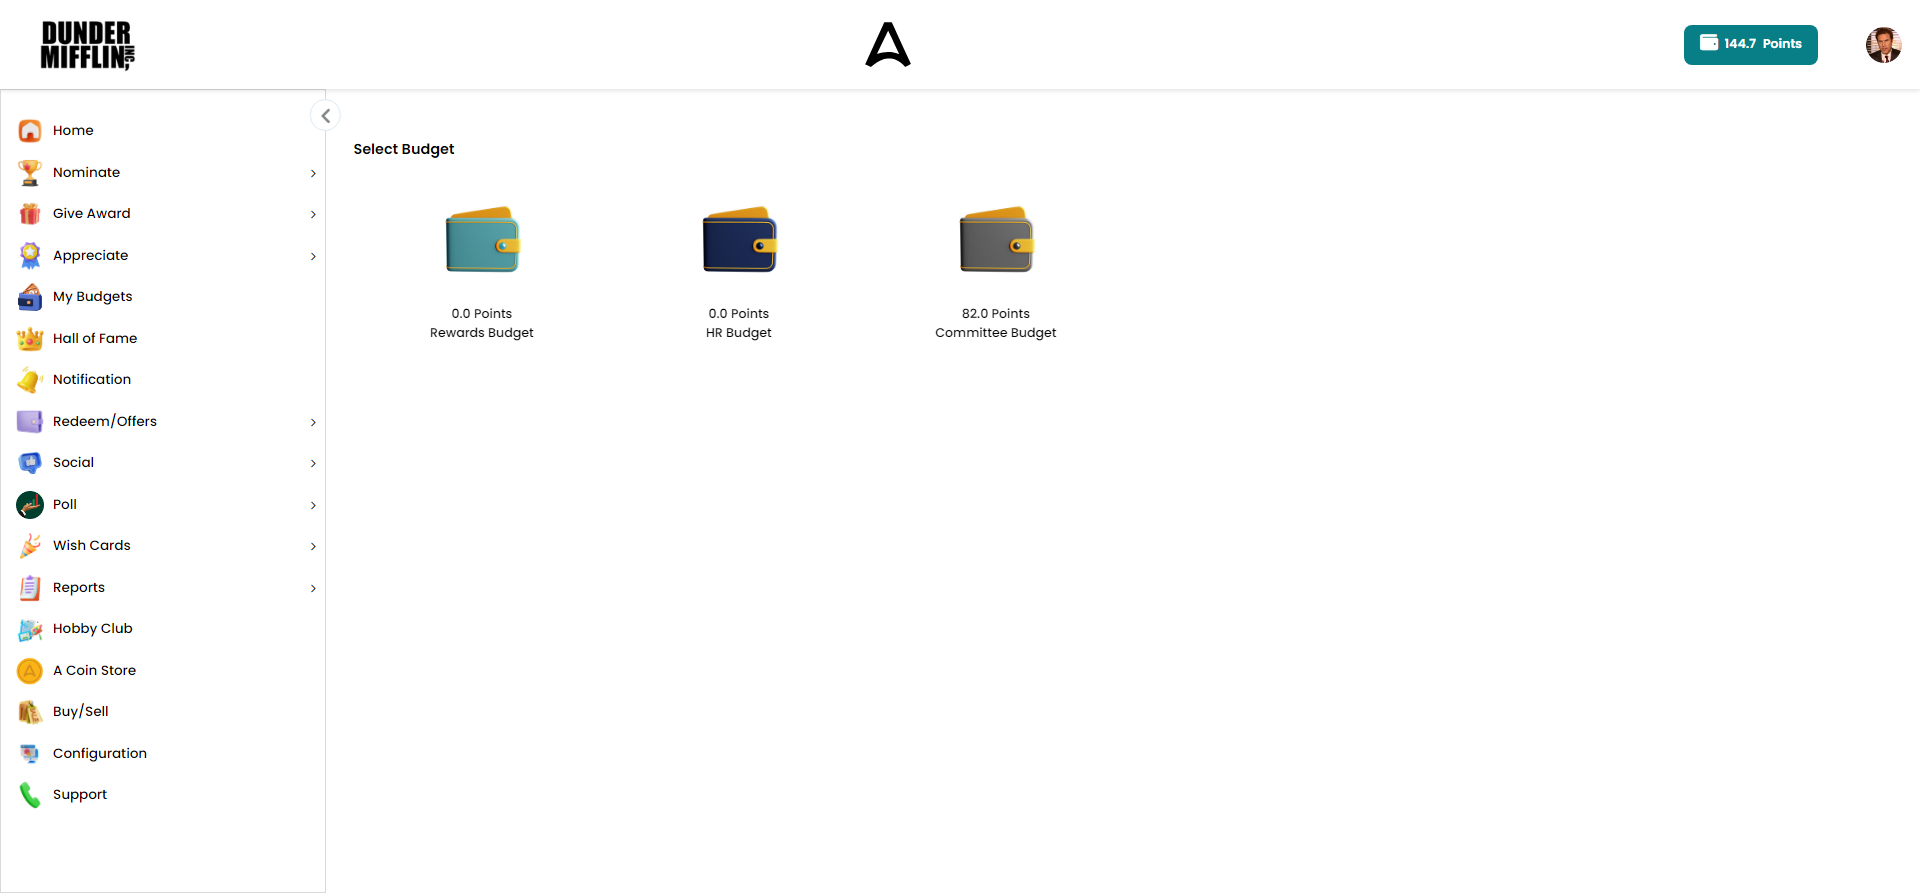 DUNDER
MIFFLIN INC,
144.7 Points
Home
Nominate
Give Award
Appreciate
My Budgets
Hall of Fame
Notification
Redeem/Offers
Social
Poll
Wish Cards
Reports
Hobby Club
A Coin Store
Buy/Sell
Configuration
Support
Select Budget
0.0 Points
Rewards Budget
0.0 Points
HR Budget
82.0 Points
Committee Budget